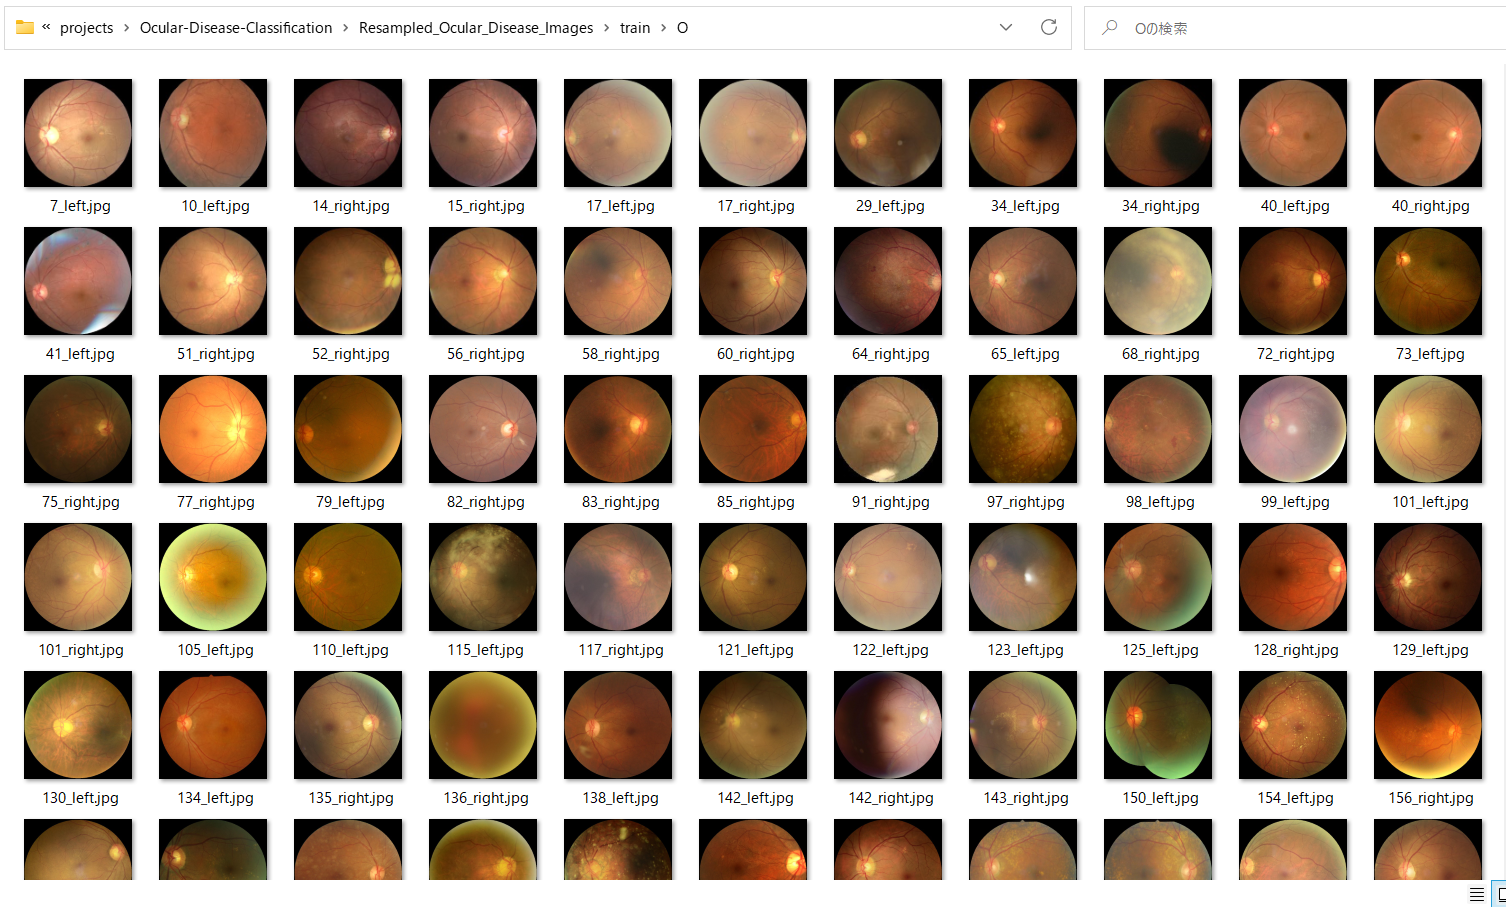 « projects › Ocular-Disease-Classification › Resampled_Ocular_Disease_Images › train › O
Oの検索
7_left.jpg 10_left.jpg 14_right.jpg 15_right.jpg 17_left.jpg 17_right.jpg 29_left.jpg 34_left.jpg 34_right.jpg 40_left.jpg 40_right.jpg
41_left.jpg 51_right.jpg 52_right.jpg 56_right.jpg 58_right.jpg 60_right.jpg 64_right.jpg 65_left.jpg 68_right.jpg 72_right.jpg 73_left.jpg
75_right.jpg 77_right.jpg 79_left.jpg 82_right.jpg 83_right.jpg 85_right.jpg 91_right.jpg 97_right.jpg 98_left.jpg 99_left.jpg 101_left.jpg
101_right.jpg 105_left.jpg 110_left.jpg 115_left.jpg 117_right.jpg 121_left.jpg 122_left.jpg 123_left.jpg 125_left.jpg 128_right.jpg 129_left.jpg
130_left.jpg 134_left.jpg 135_right.jpg 136_right.jpg 138_left.jpg 142_left.jpg 142_right.jpg 143_right.jpg 150_left.jpg 154_left.jpg 156_right.jpg